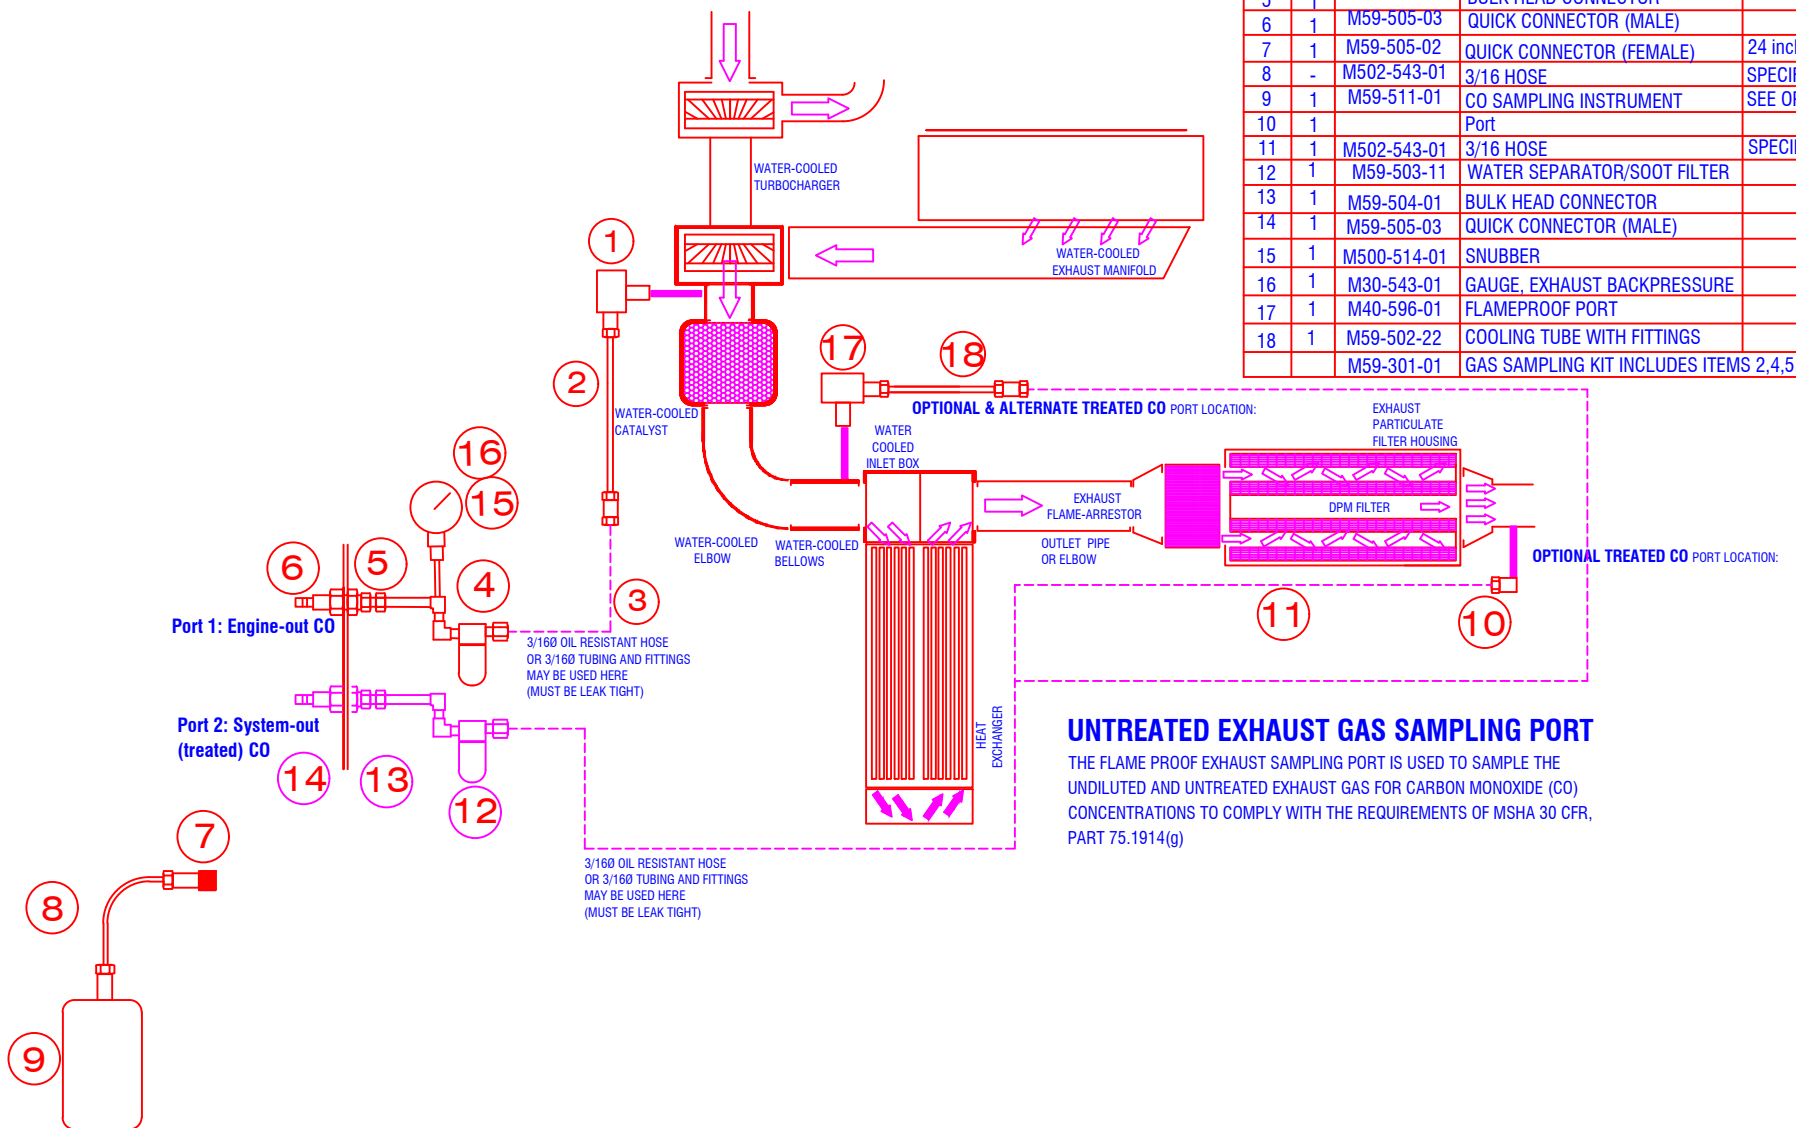 5 1 BULK HEAD CONNECTOR
6 1 M59-505-03 QUICK CONNECTOR (MALE)
7 1 M59-505-02 QUICK CONNECTOR (FEMALE) 24 incl
8 - M502-543-01 3/16 HOSE SPECIF
9 1 M59-511-01 CO SAMPLING INSTRUMENT SEE OP
10 1 Port
11 1 M502-543-01 3/16 HOSE SPECIF
12 1 M59-503-11 WATER SEPARATOR/SOOT FILTER
13 1 M59-504-01 BULK HEAD CONNECTOR
14 1 M59-505-03 QUICK CONNECTOR (MALE)
15 1 M500-514-01 SNUBBER
16 1 M30-543-01 GAUGE, EXHAUST BACKPRESSURE
17 1 M40-596-01 FLAMEPROOF PORT
18 1 M59-502-22 COOLING TUBE WITH FITTINGS
M59-301-01 GAS SAMPLING KIT INCLUDES ITEMS 2,4,5
WATER-COOLED
TURBOCHARGER
1
WATER-COOLED
EXHAUST MANIFOLD
17
18
2
WATER-COOLED
CATALYST
OPTIONAL & ALTERNATE TREATED CO PORT LOCATION:
EXHAUST
PARTICULATE
FILTER HOUSING
WATER
COOLED
INLET BOX
16
15
EXHAUST
FLAME-ARRESTOR
DPM FILTER
OUTLET PIPE
OR ELBOW
WATER-COOLED
ELBOW
WATER-COOLED
BELLOWS
OPTIONAL TREATED CO PORT LOCATION:
6
5
4
3
11
10
Port 1: Engine-out CO
3/16Ø OIL RESISTANT HOSE
OR 3/16Ø TUBING AND FITTINGS
MAY BE USED HERE
(MUST BE LEAK TIGHT)
Port 2: System-out
(treated) CO
14
13
12
HEAT
EXCHANGER
UNTREATED EXHAUST GAS SAMPLING PORT
THE FLAME PROOF EXHAUST SAMPLING PORT IS USED TO SAMPLE THE
UNDILUTED AND UNTREATED EXHAUST GAS FOR CARBON MONOXIDE (CO)
CONCENTRATIONS TO COMPLY WITH THE REQUIREMENTS OF MSHA 30 CFR,
PART 75.1914(g)
7
3/16Ø OIL RESISTANT HOSE
OR 3/16Ø TUBING AND FITTINGS
MAY BE USED HERE
(MUST BE LEAK TIGHT)
8
9